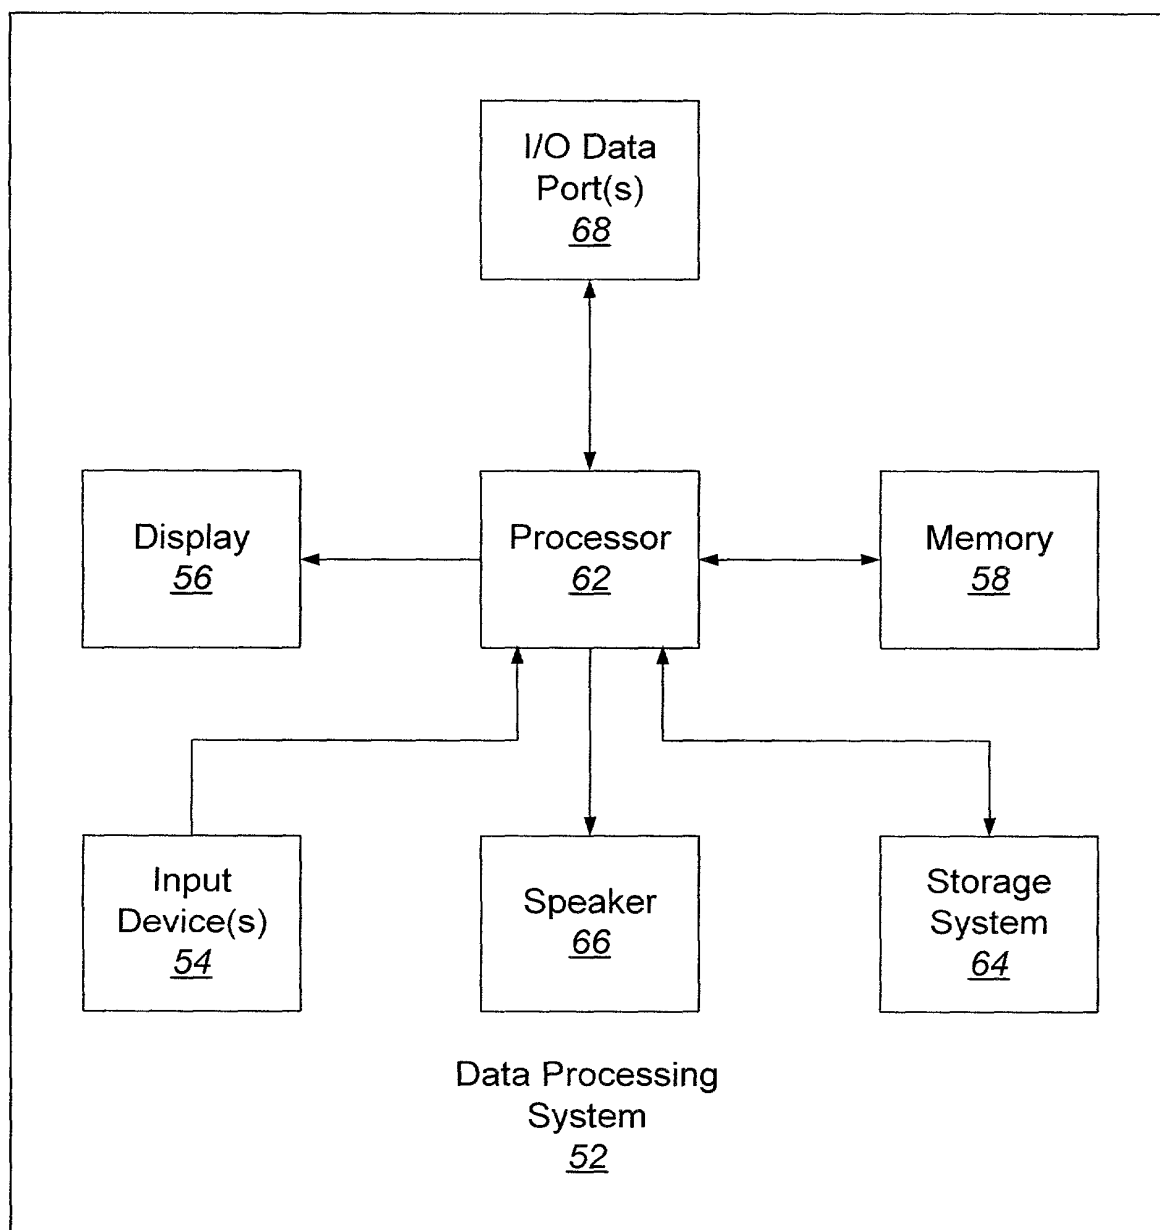 I/O Data
Port(s)
68
Display
56
Processor
62
Memory
58
Input
Device(s)
54
Speaker
66
Storage
System
64
Data Processing
System
52